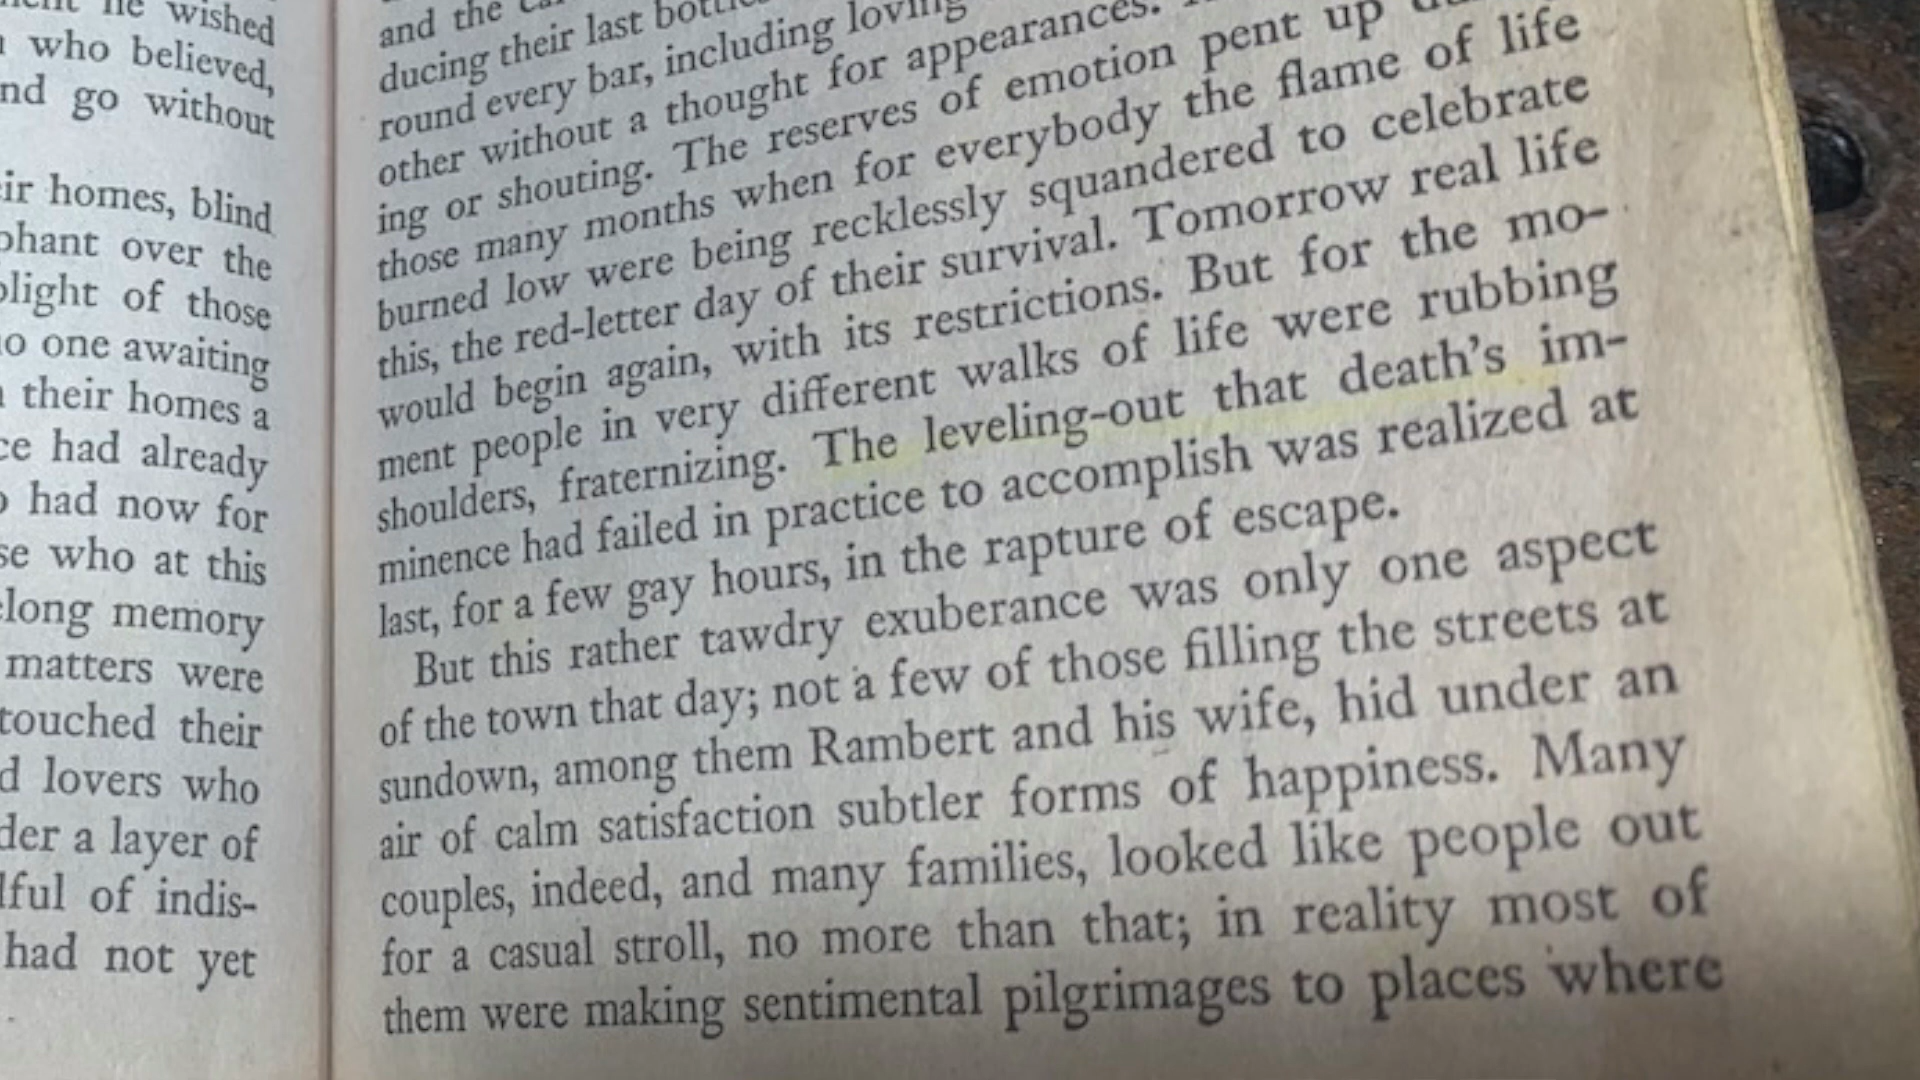 he wished
who believed,
nd go without
ir homes, blind
phant over the
plight of those
o one awaiting
their homes a
ce had already
had now for
se who at this
long memory
matters were
touched their
d lovers who
der a layer of
lful of indis-
had not yet
and the
ducing their last
round every bar, including loving
other without a thought for appearances.
ing or shouting. The reserves of emotion pent up
those many months when for everybody the flame of life
burned low were being recklessly squandered to celebrate
this, the red-letter day of their survival. Tomorrow real life
would begin again, with its restrictions. But for the mo-
ment people in very different walks of life were rubbing
shoulders, fraternizing. The leveling-out that death's im-
minence had failed in practice to accomplish was realized at
last, for a few gay hours, in the rapture of escape.
But this rather tawdry exuberance was only one aspect
of the town that day; not a few of those filling the streets at
sundown, among them Rambert and his wife, hid under an
air of calm satisfaction subtler forms of happiness. Many
couples, indeed, and many families, looked like people out
for a casual stroll, no more than that; in reality most of
them were making sentimental pilgrimages to places where